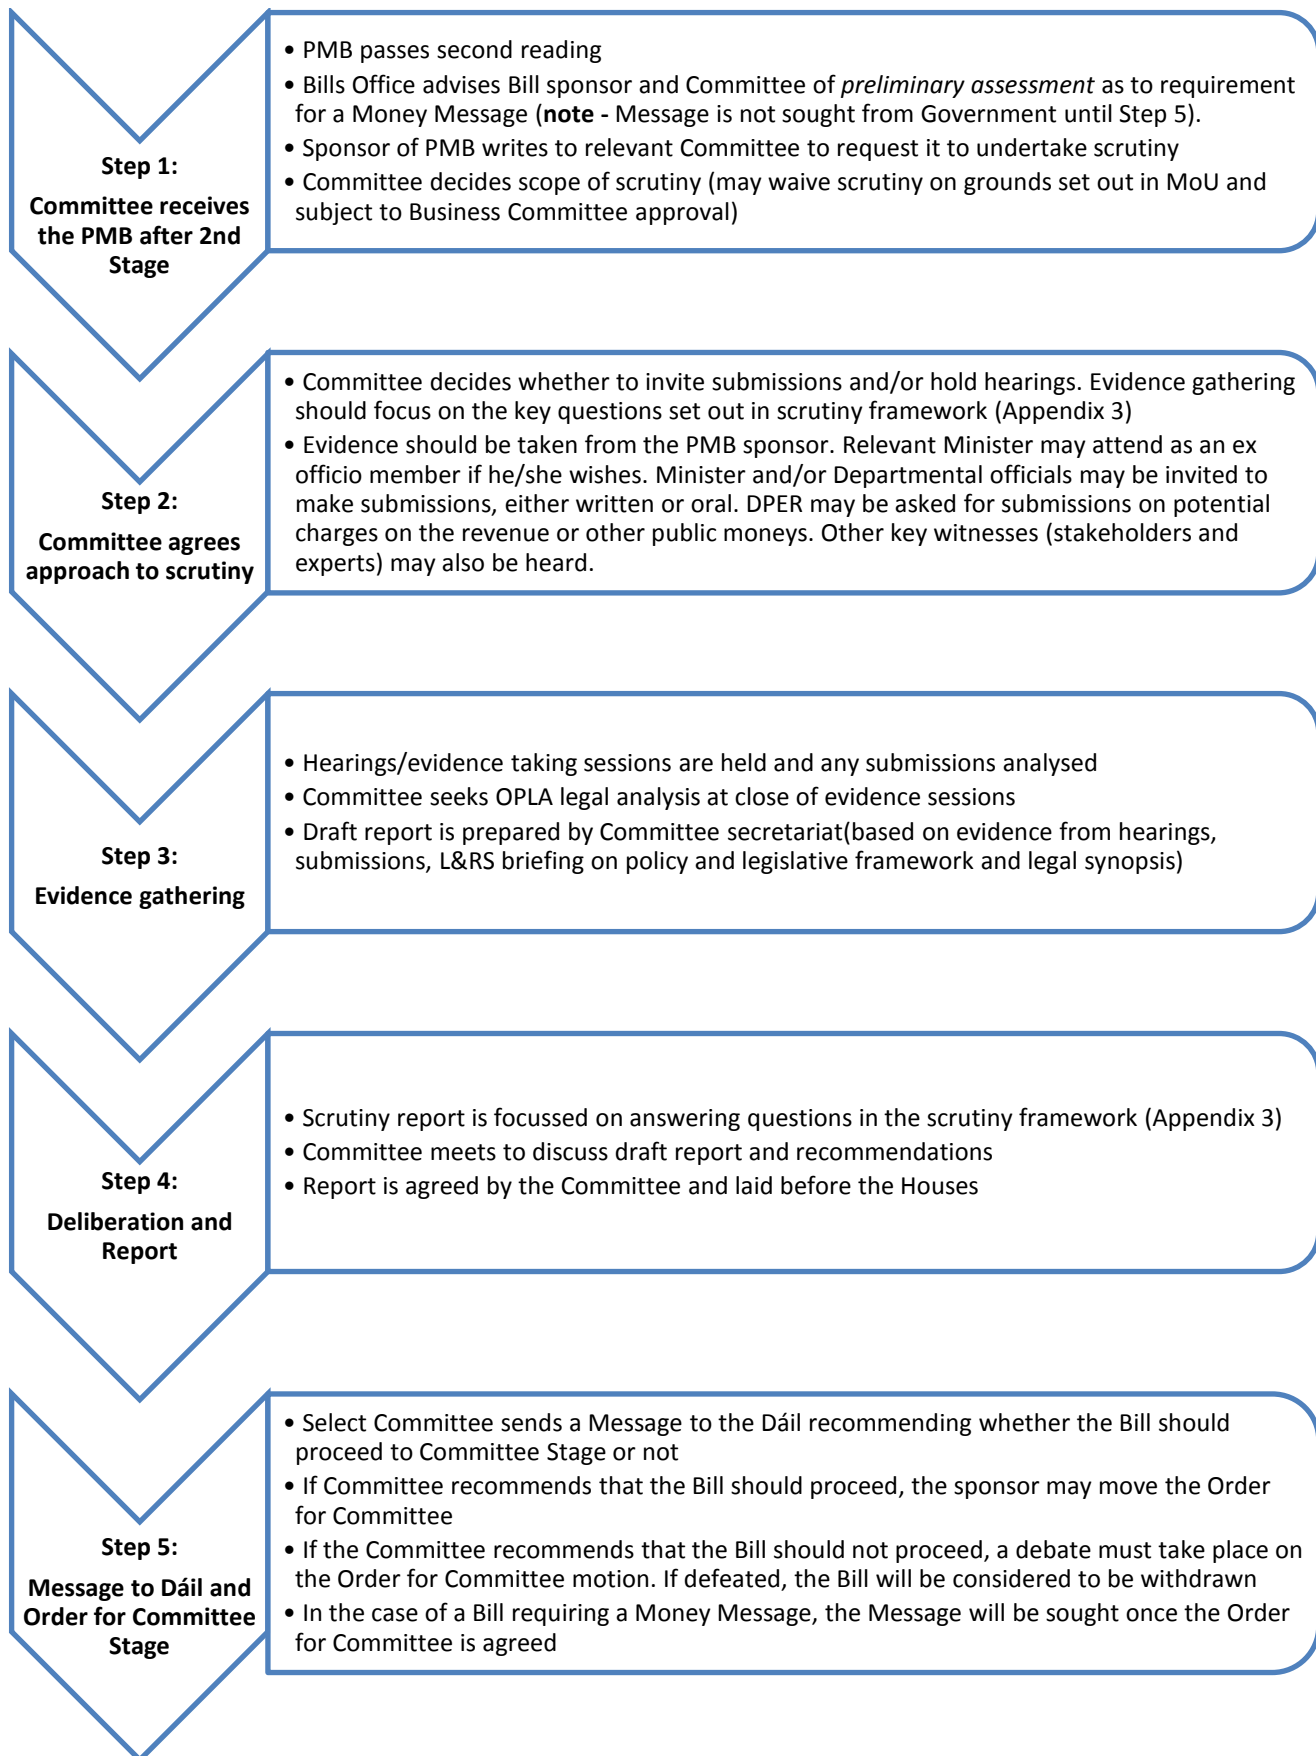 Step 1:
Committee receives
the PMB after 2nd
Stage
• PMB passes second reading
• Bills Office advises Bill sponsor and Committee of preliminary assessment as to requirement
for a Money Message (note - Message is not sought from Government until Step 5).
• Sponsor of PMB writes to relevant Committee to request it to undertake scrutiny
• Committee decides scope of scrutiny (may waive scrutiny on grounds set out in MoU and
subject to Business Committee approval)
Step 2:
Committee agrees
approach to scrutiny
• Committee decides whether to invite submissions and/or hold hearings. Evidence gathering
should focus on the key questions set out in scrutiny framework (Appendix 3)
• Evidence should be taken from the PMB sponsor. Relevant Minister may attend as an ex
officio member if he/she wishes. Minister and/or Departmental officials may be invited to
make submissions, either written or oral. DPER may be asked for submissions on potential
charges on the revenue or other public moneys. Other key witnesses (stakeholders and
experts) may also be heard.
Step 3:
Evidence gathering
• Hearings/evidence taking sessions are held and any submissions analysed
• Committee seeks OPLA legal analysis at close of evidence sessions
• Draft report is prepared by Committee secretariat(based on evidence from hearings,
submissions, L&RS briefing on policy and legislative framework and legal synopsis)
Step 4:
Deliberation and
Report
• Scrutiny report is focussed on answering questions in the scrutiny framework (Appendix 3)
• Committee meets to discuss draft report and recommendations
• Report is agreed by the Committee and laid before the Houses
Step 5:
Message to Dáil and
Order for Committee
Stage
• Select Committee sends a Message to the Dáil recommending whether the Bill should
proceed to Committee Stage or not
• If Committee recommends that the Bill should proceed, the sponsor may move the Order
for Committee
• If the Committee recommends that the Bill should not proceed, a debate must take place on
the Order for Committee motion. If defeated, the Bill will be considered to be withdrawn
• In the case of a Bill requiring a Money Message, the Message will be sought once the Order
for Committee is agreed